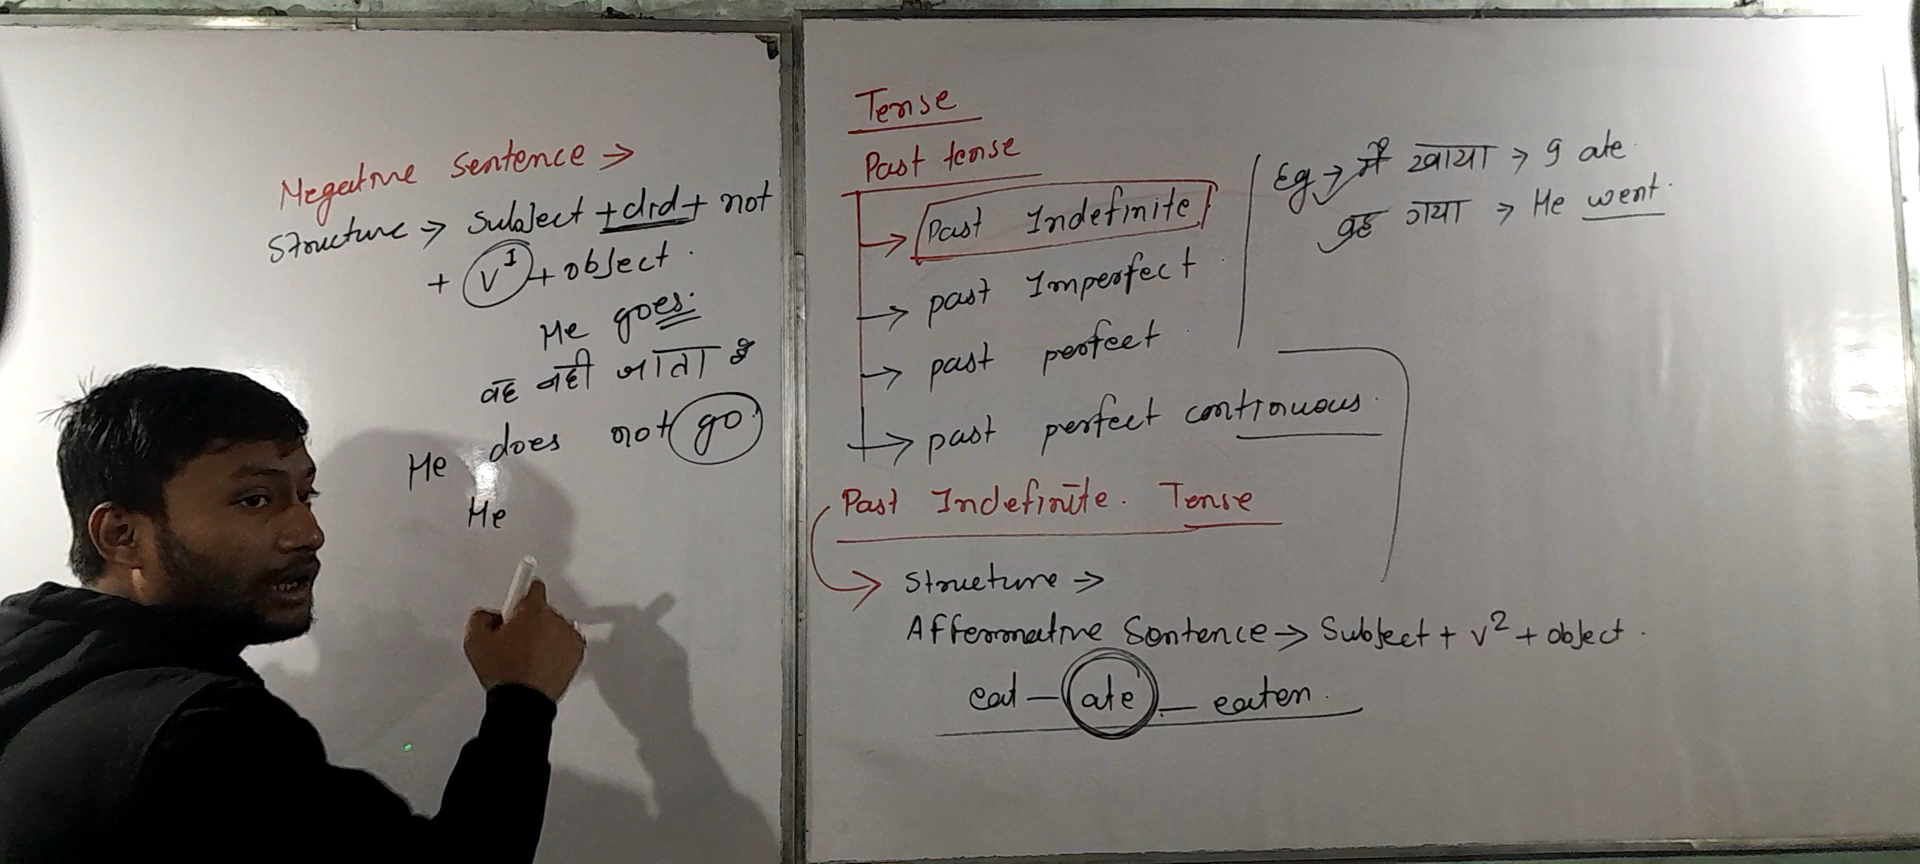 Negative Sentence →
Structure → Subject + did + not
+ V¹ + object.
He goes.
वह नही जाता है
He does not go.
He
Tense
Past tense
Past Indefinite
past Imperfect
past perfect
past perfect continuous.
Eg → मैं खाया → I ate.
वह गया → He went.
Past Indefinite. Tense
Structure →
Affermative Sentence → Subject + V² + object.
eat — ate — eaten.